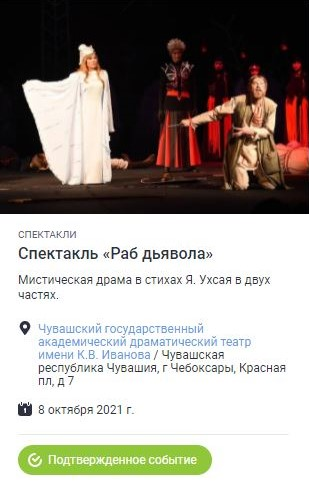 СПЕКТАКЛИ
Спектакль «Раб дьявола»
Мистическая драма в стихах Я. Ухсая в двух
частях.
Чувашский государственный
академический драматический театр
имени К.В. Иванова / Чувашская
республика Чувашия, г Чебоксары, Красная
пл, д 7
8 октября 2021 г.
Подтвержденное событие